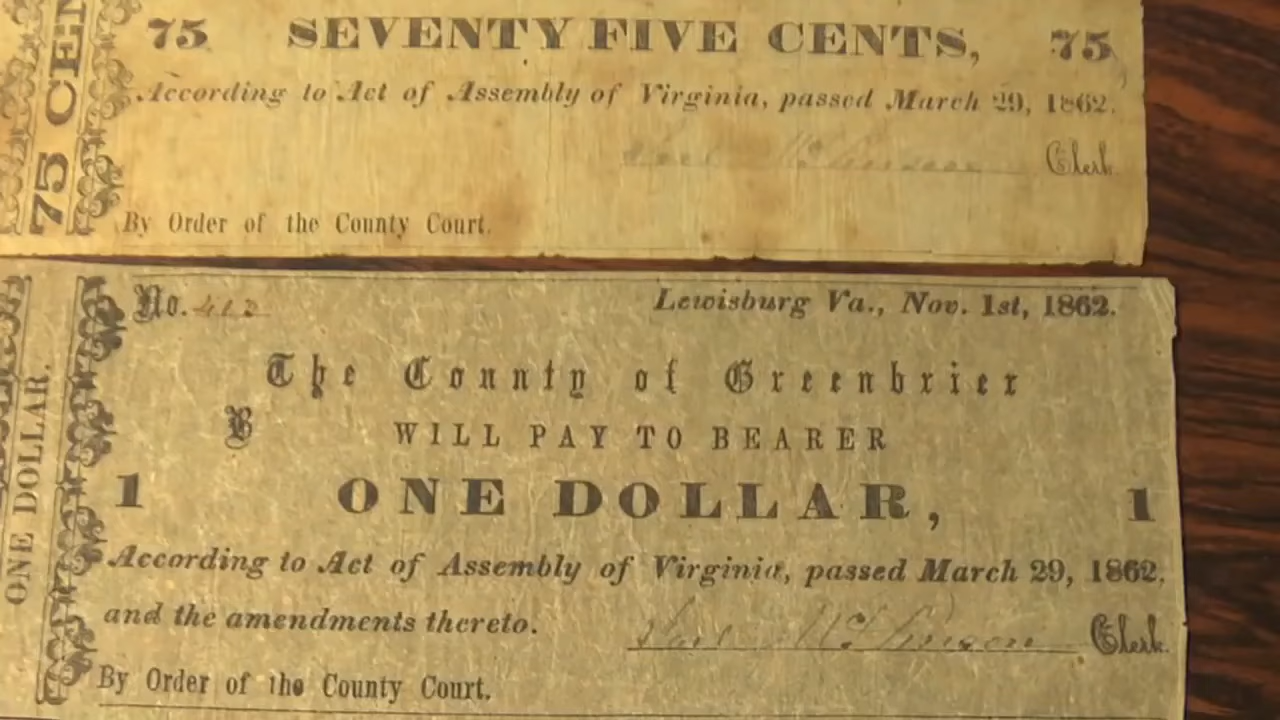 75 SEVENTY FIVE CENTS, 75
According to Act of Assembly of Virginia, passed March 29, 1862.
Clerk
By Order of the County Court.
75 CEN
No. 412
Lewisburg Va., Nov. 1st, 1862.
The County of Greenbrier
B WILL PAY TO BEARER
1 ONE DOLLAR, 1
According to Act of Assembly of Virginia, passed March 29, 1862,
and the amendments thereto.
Clerk.
By Order of the County Court.
ONE DOLLAR.